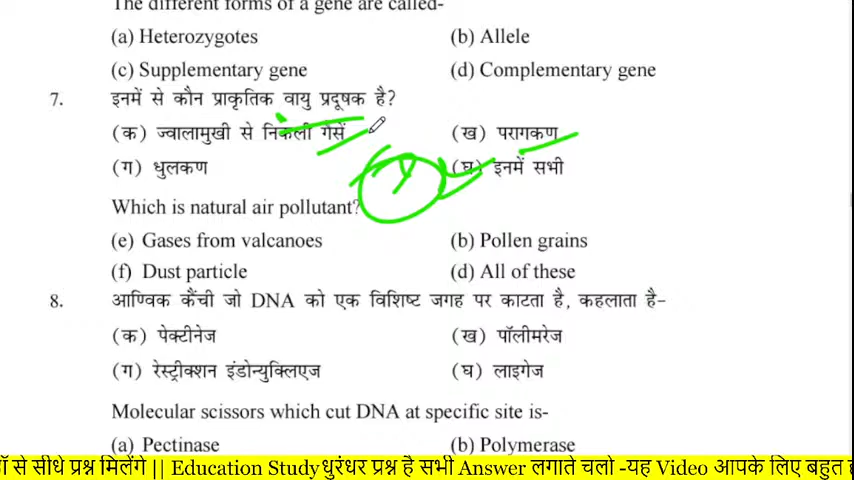 The different forms of a gene are called-
(a) Heterozygotes (b) Allele
(c) Supplementary gene (d) Complementary gene
7. इनमें से कौन प्राकृतिक वायु प्रदूषक है?
(क) ज्वालामुखी से निकली गैसें (ख) परागकण
(ग) धुलकण (घ) इनमें सभी
Which is natural air pollutant?
(e) Gases from valcanoes (b) Pollen grains
(f) Dust particle (d) All of these
8. आण्विक कैंची जो DNA को एक विशिष्ट जगह पर काटता है, कहलाता है-
(क) पेक्टीनेज (ख) पॉलीमरेज
(ग) रेस्ट्रीक्शन इंडोन्युक्लिएज (घ) लाइगेज
Molecular scissors which cut DNA at specific site is-
(a) Pectinase (b) Polymerase
से सीधे प्रश्न मिलेंगे || Education Study धुरंधर प्रश्न है सभी Answer लगाते चलो -यह Video आपके लिए बहुत